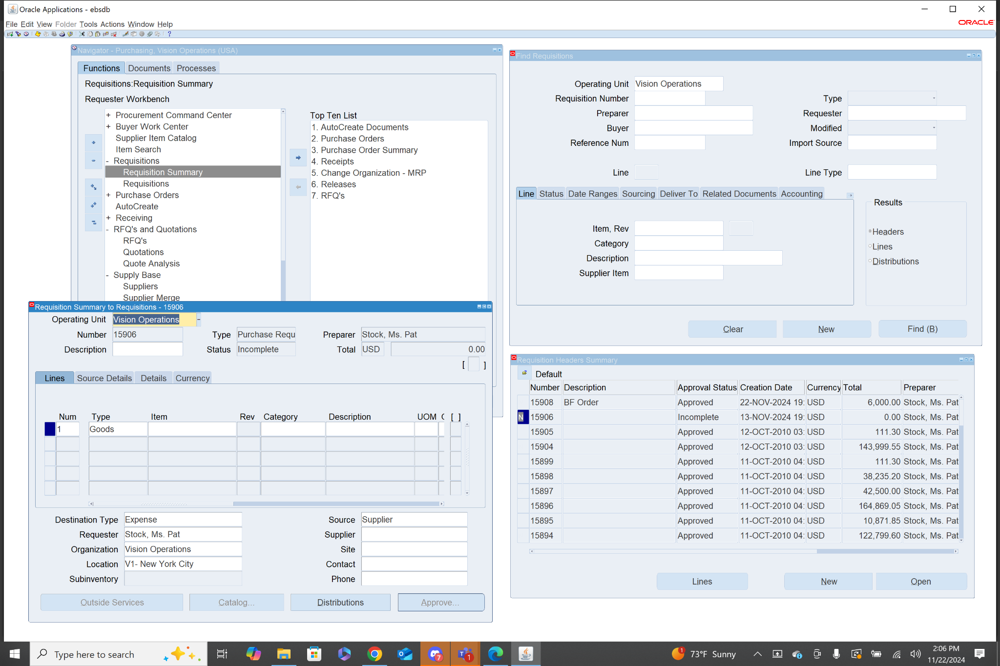 Oracle Applications - ebsdb
File Edit View Folder Tools Actions Window Help
ORACLE
Navigator - Purchasing, Vision Operations (USA)
Functions Documents Processes
Requisitions:Requisition Summary
Requester Workbench
+ Procurement Command Center
+ Buyer Work Center
Supplier Item Catalog
Item Search
- Requisitions
Requisition Summary
Requisitions
+ Purchase Orders
AutoCreate
+ Receiving
- RFQ's and Quotations
RFQ's
Quotations
Quote Analysis
- Supply Base
Suppliers
Supplier Merge
Top Ten List
1. AutoCreate Documents
2. Purchase Orders
3. Purchase Order Summary
4. Receipts
5. Change Organization - MRP
6. Releases
7. RFQ's
Find Requisitions
Operating Unit Vision Operations
Requisition Number Type
Preparer Requester
Buyer Modified
Reference Num Import Source
Line Line Type
Line Status Date Ranges Sourcing Deliver To Related Documents Accounting
Item, Rev
Category
Description
Supplier Item
Results
Headers
Lines
Distributions
Clear New Find (B)
Requisition Summary to Requisitions - 15906
Operating Unit Vision Operations
Number 15906 Type Purchase Requ Preparer Stock, Ms. Pat
Description Status Incomplete Total USD 0.00
[ ]
Lines Source Details Details Currency
Num Type Item Rev Category Description UOM [ ]
1 Goods
Destination Type Expense Source Supplier
Requester Stock, Ms. Pat Supplier
Organization Vision Operations Site
Location V1- New York City Contact
Subinventory Phone
Outside Services Catalog... Distributions Approve...
Requisition Headers Summary
Default
Number Description Approval Status Creation Date Currency Total Preparer
15908 BF Order Approved 22-NOV-2024 19: USD 6,000.00 Stock, Ms. Pat
N 15906 Incomplete 13-NOV-2024 19: USD 0.00 Stock, Ms. Pat
15905 Approved 12-OCT-2010 03: USD 111.30 Stock, Ms. Pat
15904 Approved 12-OCT-2010 03: USD 143,999.55 Stock, Ms. Pat
15899 Approved 11-OCT-2010 04: USD 111.30 Stock, Ms. Pat
15898 Approved 11-OCT-2010 04: USD 38,235.20 Stock, Ms. Pat
15897 Approved 11-OCT-2010 04: USD 42,500.00 Stock, Ms. Pat
15896 Approved 11-OCT-2010 04: USD 164,869.05 Stock, Ms. Pat
15895 Approved 11-OCT-2010 04: USD 10,871.85 Stock, Ms. Pat
15894 Approved 11-OCT-2010 04: USD 122,799.60 Stock, Ms. Pat
Lines New Open
Type here to search
7
1
1
73°F Sunny
2:06 PM
11/22/2024